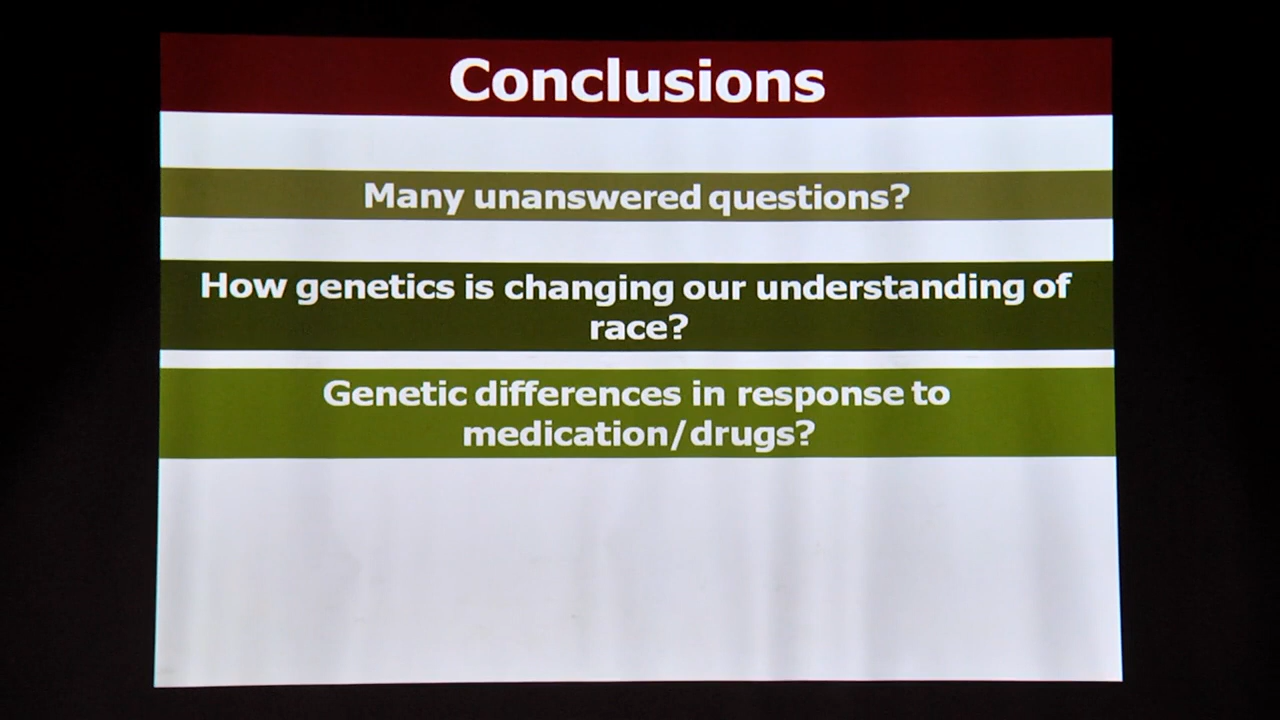 Conclusions
Many unanswered questions?
How genetics is changing our understanding of
race?
Genetic differences in response to
medication/drugs?